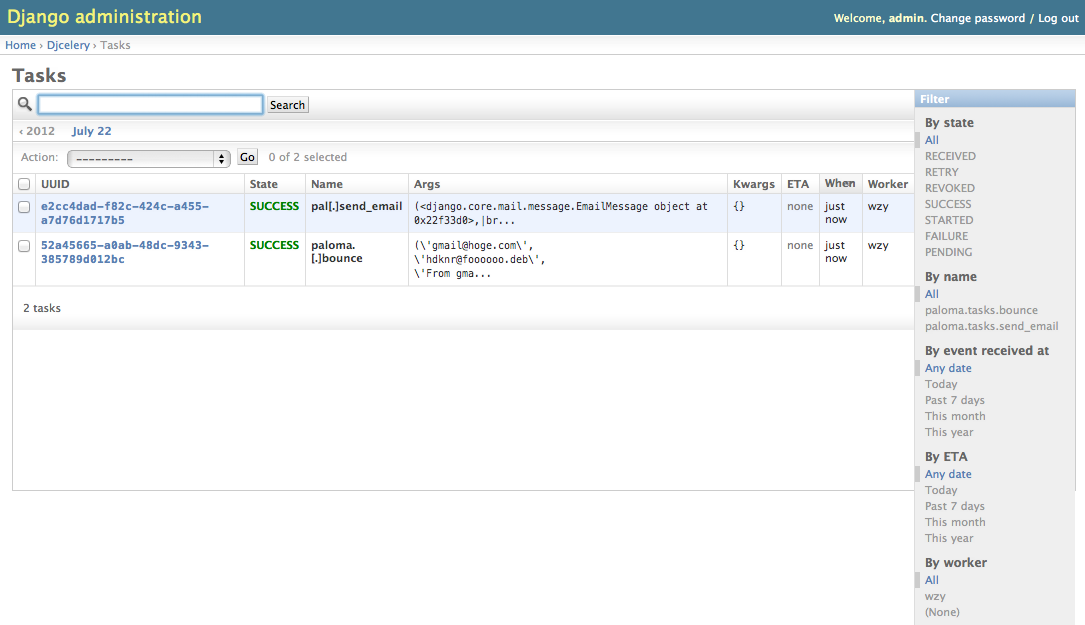 Django administration
Welcome, admin. Change password / Log out
Home › Djcelery › Tasks
Tasks
Search
‹ 2012 July 22
Action: --------- Go 0 of 2 selected
UUID State Name Args Kwargs ETA When Worker
e2cc4dad-f82c-424c-a455- SUCCESS pal[.]send_email (<django.core.mail.message.EmailMessage object at {} none just wzy
a7d76d1717b5 0x22f33d0>,|br... now
52a45665-a0ab-48dc-9343- SUCCESS paloma. (\'gmail@hoge.com\', {} none just wzy
385789d012bc [.]bounce \'hdknr@foooooo.deb\', now
\'From gma...
2 tasks
Filter
By state
All
RECEIVED
RETRY
REVOKED
SUCCESS
STARTED
FAILURE
PENDING
By name
All
paloma.tasks.bounce
paloma.tasks.send_email
By event received at
Any date
Today
Past 7 days
This month
This year
By ETA
Any date
Today
Past 7 days
This month
This year
By worker
All
wzy
(None)